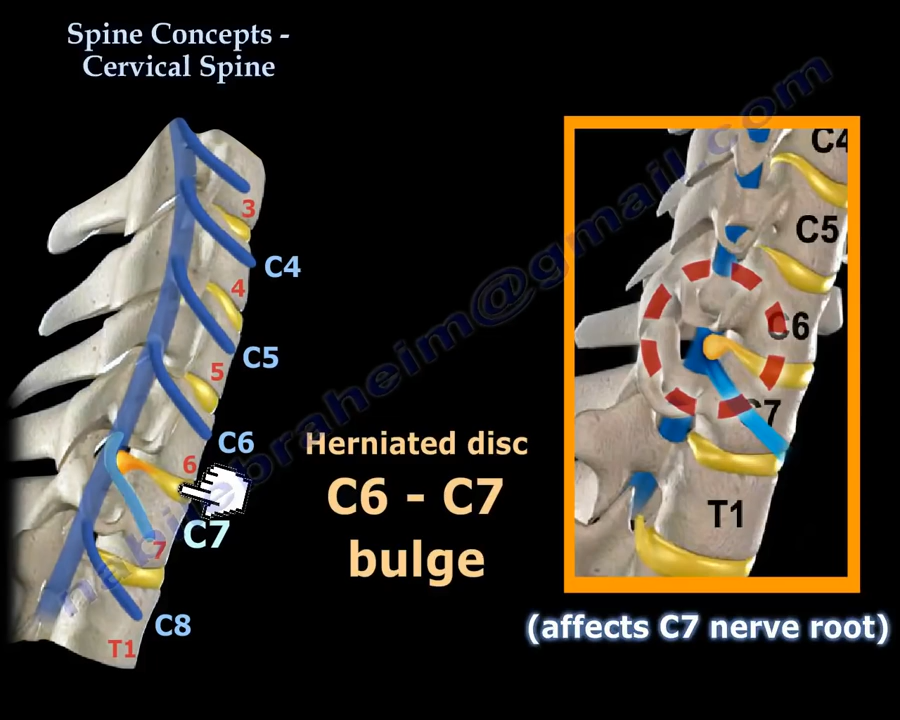 Spine Concepts -
Cervical Spine
3
C4
4
C5
5
C6
6
C7
7
C8
T1
Herniated disc
C6 - C7
bulge
C4
C5
C6
C7
T1
(affects C7 nerve root)